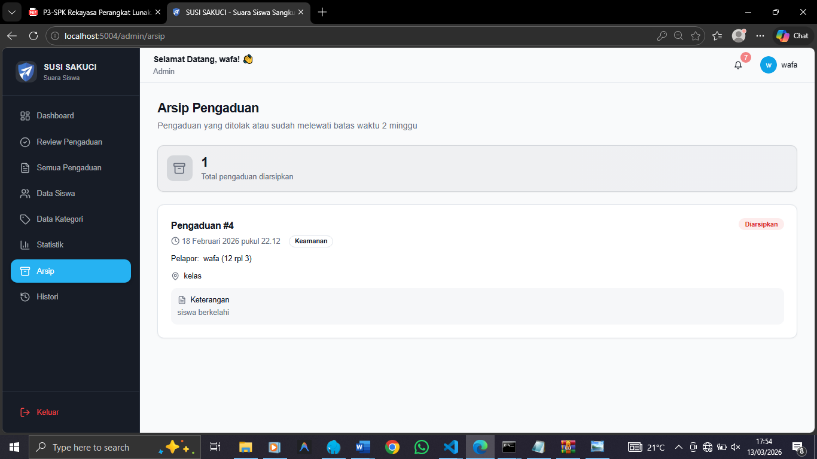 P3-SPK Rekayasa Perangkat Lunak
SUSI SAKUCI - Suara Siswa Sangku
localhost:5004/admin/arsip
Chat
SUSI SAKUCI
Suara Siswa
Selamat Datang, wafa! 👋
Admin
7
w
wafa
Dashboard
Review Pengaduan
Semua Pengaduan
Data Siswa
Data Kategori
Statistik
Arsip
Histori
Keluar
Arsip Pengaduan
Pengaduan yang ditolak atau sudah melewati batas waktu 2 minggu
1
Total pengaduan diarsipkan
Pengaduan #4
Diarsipkan
18 Februari 2026 pukul 22.12
Keamanan
Pelapor: wafa (12 rpl 3)
kelas
Keterangan
siswa berkelahi
Type here to search
21°C
17:54
13/03/2026
8